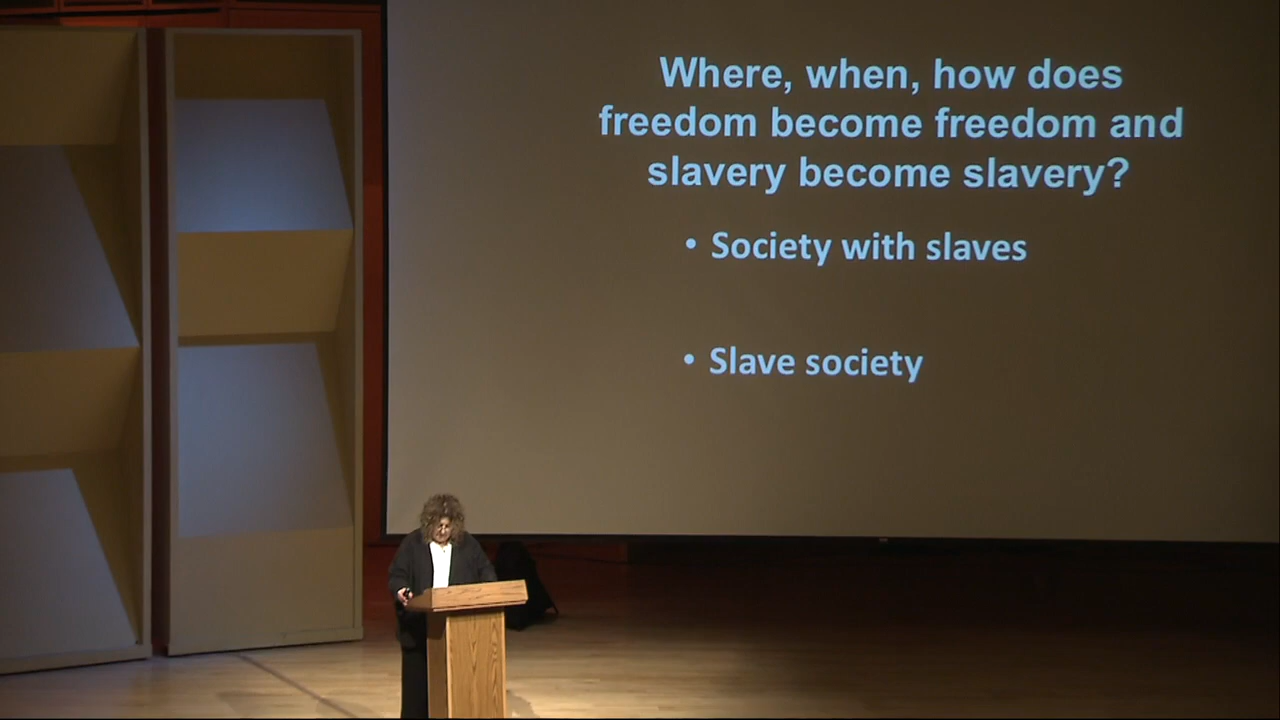 Where, when, how does
freedom become freedom and
slavery become slavery?
• Society with slaves
• Slave society